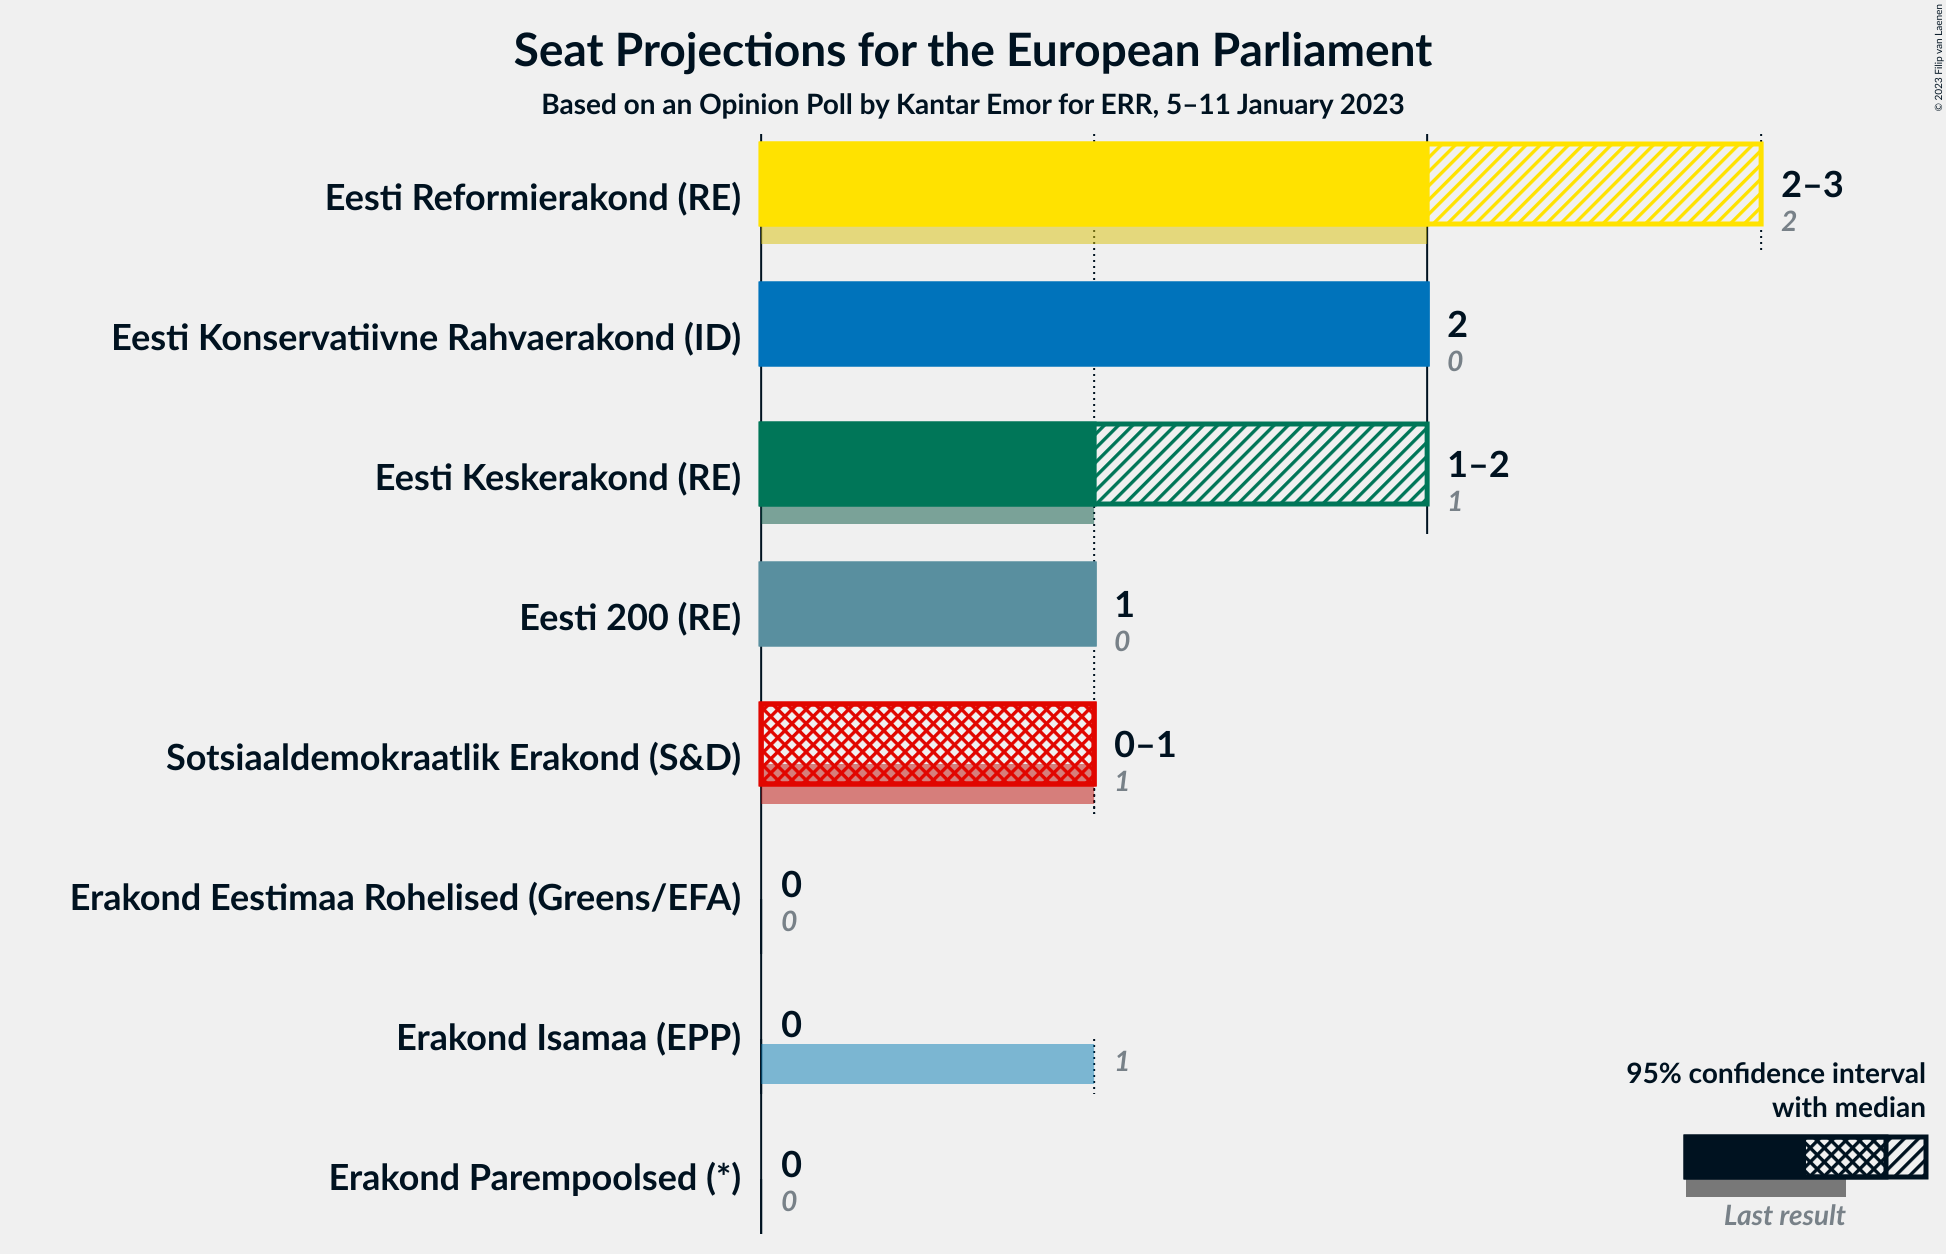 Seat Projections for the European Parliament
Based on an Opinion Poll by Kantar Emor for ERR, 5–11 January 2023
© 2023 Filip van Laenen
Eesti Reformierakond (RE)
2–3
2
Eesti Konservatiivne Rahvaerakond (ID)
2
0
Eesti Keskerakond (RE)
1–2
1
Eesti 200 (RE)
1
0
Sotsiaaldemokraatlik Erakond (S&D)
0–1
1
Erakond Eestimaa Rohelised (Greens/EFA)
0
0
Erakond Isamaa (EPP)
0
1
Erakond Parempoolsed (*)
0
0
95% confidence interval
with median
Last result